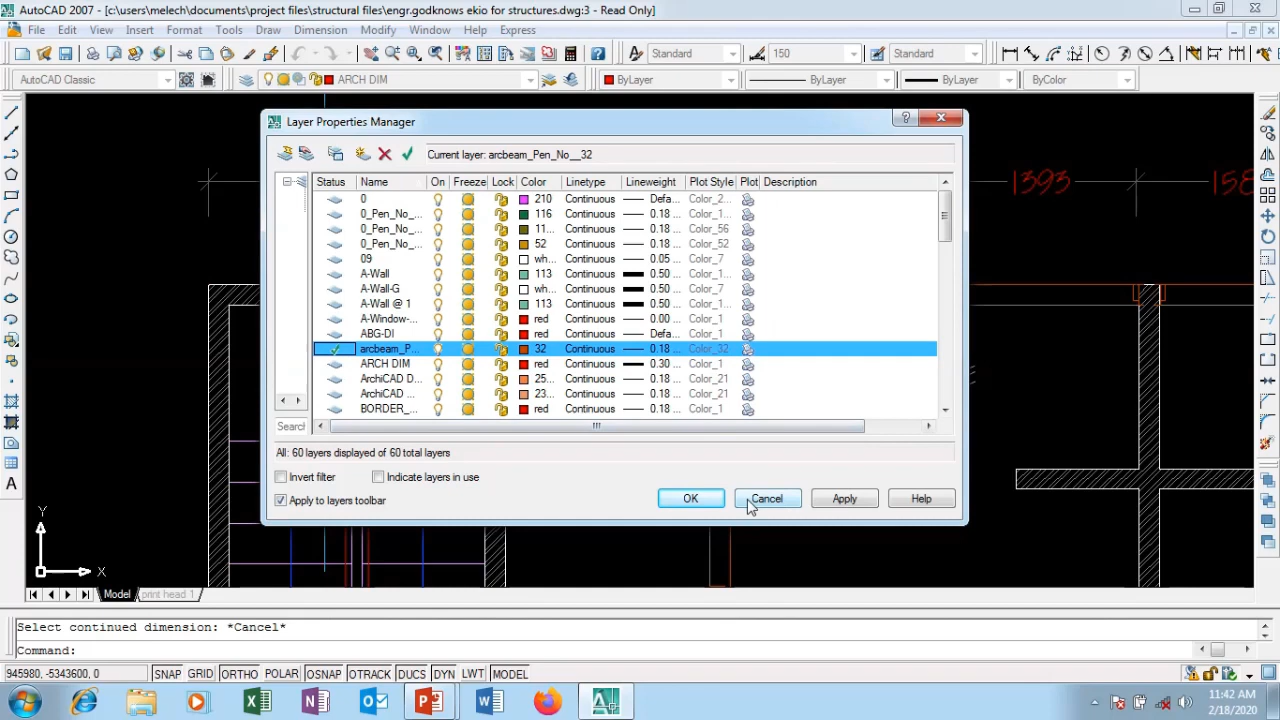 AutoCAD 2007 - [c:\users\melech\documents\project files\structural files\engr.godknows ekio for structures.dwg:3 - Read Only]
File Edit View Insert Format Tools Draw Dimension Modify Window Help Express
Standard 150 Standard
AutoCAD Classic ARCH DIM ByLayer ByLayer ByLayer ByColor
Layer Properties Manager
Current layer: arcbeam_Pen_No__32
Status Name On Freeze Lock Color Linetype Lineweight Plot Style Plot Description
0 210 Continuous Defa... Color_2...
0_Pen_No_... 116 Continuous 0.18 ... Color_1...
0_Pen_No_... 11... Continuous 0.18 ... Color_56
0_Pen_No_... 52 Continuous 0.18 ... Color_52
09 wh... Continuous 0.05 ... Color_7
A-Wall 113 Continuous 0.50 ... Color_1...
A-Wall-G wh... Continuous 0.50 ... Color_7
A-Wall @ 1 113 Continuous 0.50 ... Color_1...
A-Window-... red Continuous 0.00 ... Color_1
ABG-DI red Continuous Defa... Color_1
arcbeam_P... 32 Continuous 0.18 ... Color_32
ARCH DIM red Continuous 0.30 ... Color_1
ArchiCAD D... 25... Continuous 0.18 ... Color_21
ArchiCAD ... 23... Continuous 0.18 ... Color_21
BORDER_... red Continuous 0.18 ... Color_1
Search
All: 60 layers displayed of 60 total layers
Invert filter Indicate layers in use
Apply to layers toolbar
OK Cancel Apply Help
1393 158
Y
X
Model print head 1
Select continued dimension: *Cancel*
Command:
945980, -5343600, 0 SNAP GRID ORTHO POLAR OSNAP OTRACK DUCS DYN LWT MODEL
11:42 AM
2/18/2020